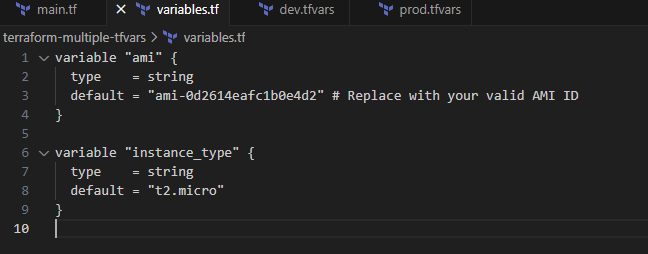 main.tf variables.tf dev.tfvars prod.tfvars
terraform-multiple-tfvars > variables.tf
1 variable "ami" {
2 type = string
3 default = "ami-0d2614eafc1b0e4d2" # Replace with your valid AMI ID
4 }
5
6 variable "instance_type" {
7 type = string
8 default = "t2.micro"
9 }
10